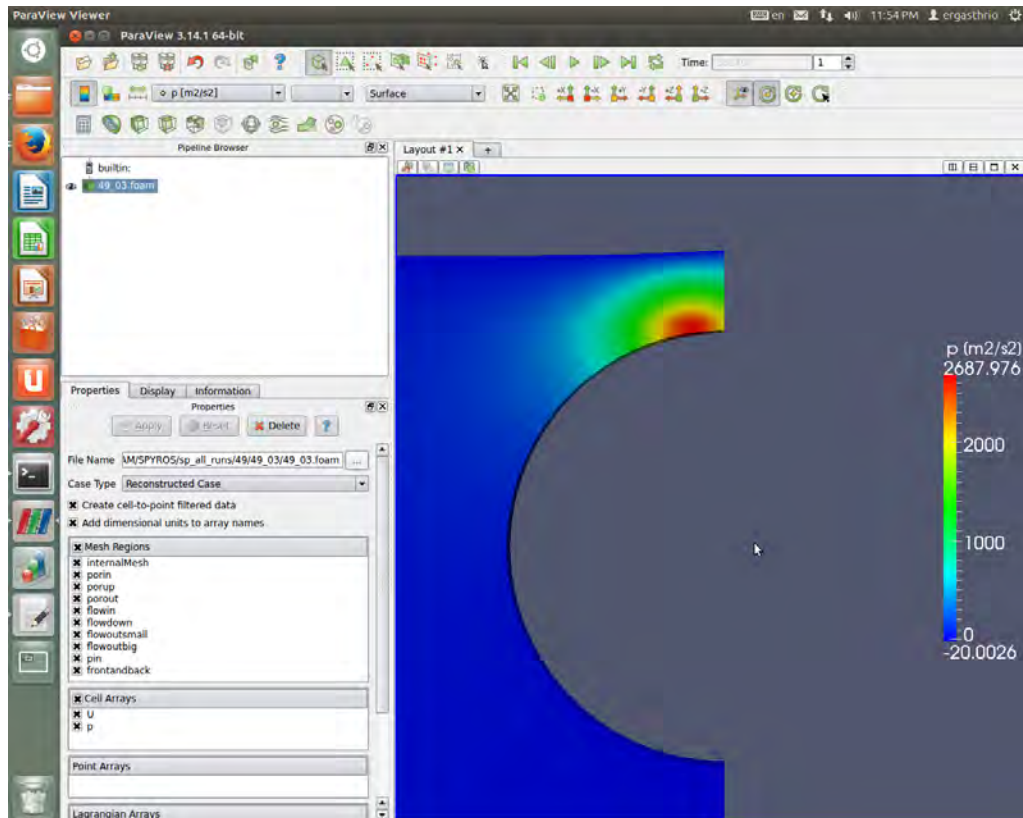 ParaView Viewer
en
11:54 PM
ergasthrio
ParaView 3.14.1 64-bit
Time:
1
p [m2/s2]
Surface
Pipeline Browser
builtin:
49_03.foam
Layout #1 x
Properties
Display
Information
Properties
Apply
Reset
Delete
?
File Name
AM/SPYROS/sp_all_runs/49/49_03/49_03.foam
...
Case Type
Reconstructed Case
Create cell-to-point filtered data
Add dimensional units to array names
Mesh Regions
internalMesh
porin
porup
porout
flowin
flowdown
flowoutsmall
flowoutbig
pin
frontandback
Cell Arrays
U
p
Point Arrays
Lagrangian Arrays
p (m2/s2)
2687.976
2000
1000
0
-20.0026